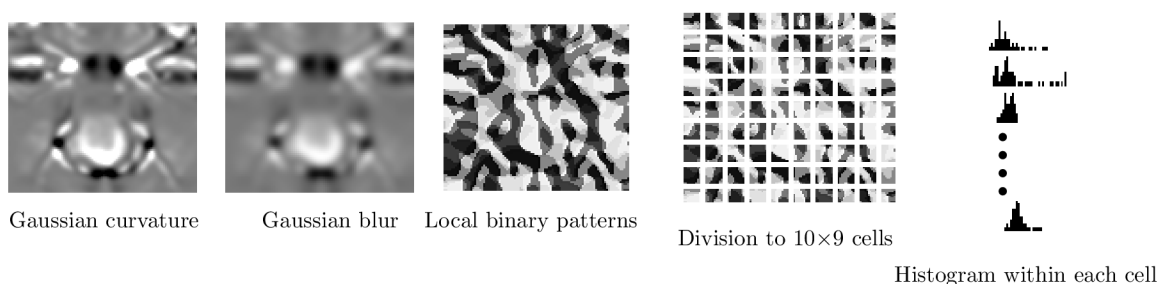 Gaussian curvature
Gaussian blur
Local binary patterns
Division to 10×9 cells
Histogram within each cell